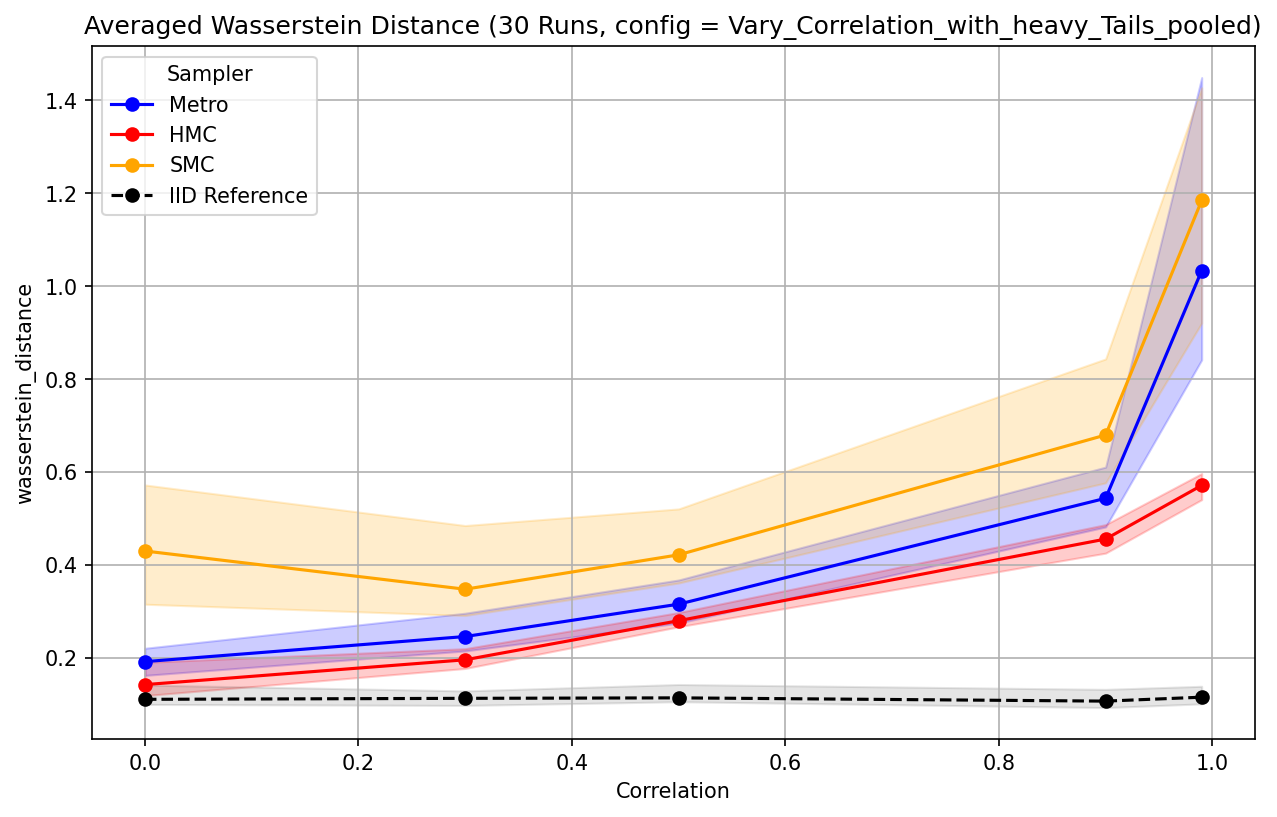 Averaged Wasserstein Distance (30 Runs, config = Vary_Correlation_with_heavy_Tails_pooled)
Sampler
Metro
HMC
SMC
IID Reference
wasserstein_distance
1.4
1.2
1.0
0.8
0.6
0.4
0.2
0.0
0.2
0.4
0.6
0.8
1.0
Correlation